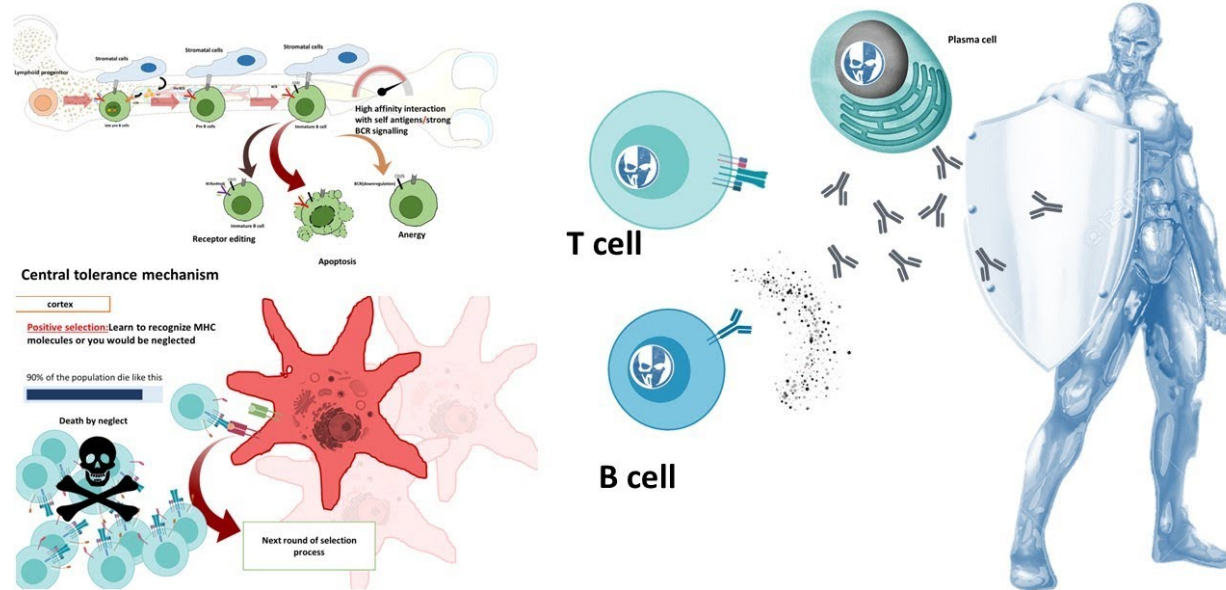 Stromatal cells
Stromatal cells
Stromatal cells
Lymphoid progenitor
Pre B cells
Immature B cell
High affinity interaction
with self antigens/strong
BCR signalling
Immature B cell
Receptor editing
Apoptosis
Anergy
Central tolerance mechanism
cortex
Positive selection:Learn to recognize MHC
molecules or you would be neglected
90% of the population die like this
Death by neglect
Next round of selection
process
T cell
B cell
Plasma cell